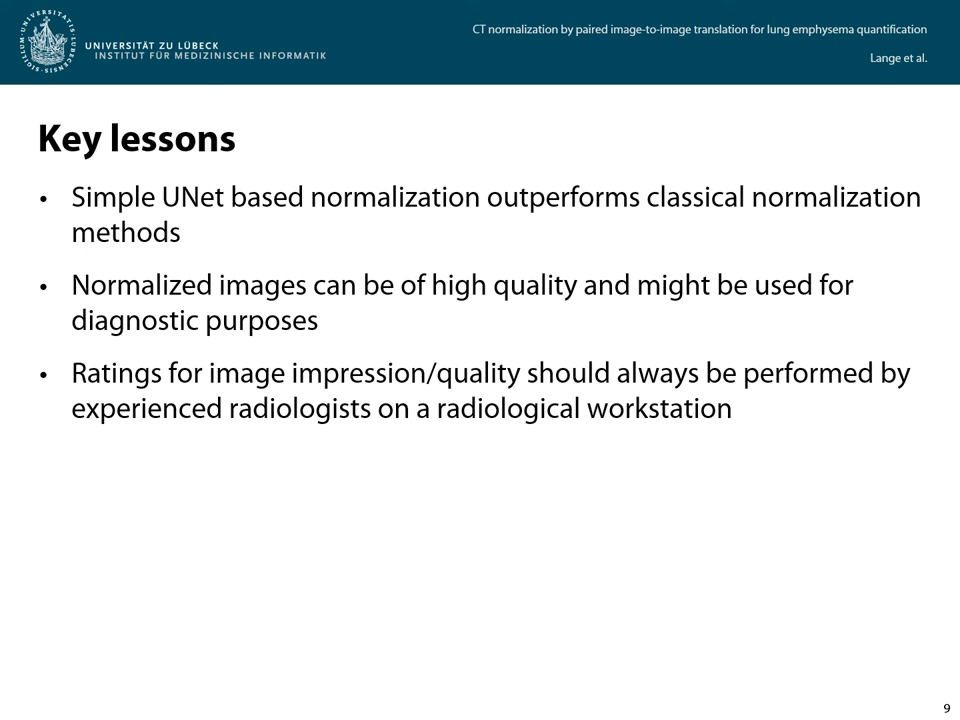 SIGILLUM · UNIVERSITATIS · LUBECENSIS
UNIVERSITÄT ZU LÜBECK
INSTITUT FÜR MEDIZINISCHE INFORMATIK
CT normalization by paired image-to-image translation for lung emphysema quantification
Lange et al.
Key lessons
• Simple UNet based normalization outperforms classical normalization
methods
• Normalized images can be of high quality and might be used for
diagnostic purposes
• Ratings for image impression/quality should always be performed by
experienced radiologists on a radiological workstation
9